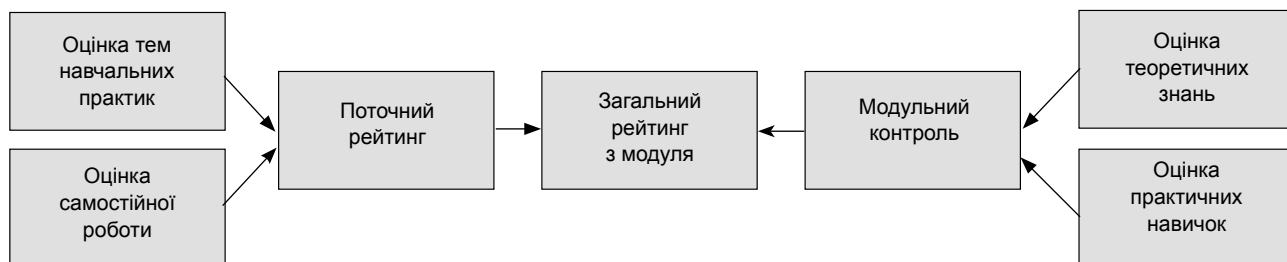 Оцінка тем
навчальних
практик
Оцінка
самостійної
роботи
Поточний
рейтинг
Загальний
рейтинг
з модуля
Модульний
контроль
Оцінка
теоретичних
знань
Оцінка
практичних
навичок